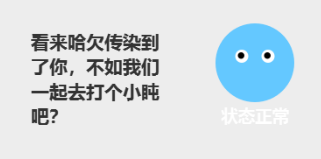 看来哈欠传染到
了你，不如我们
一起去打个小盹
吧？
状态正常